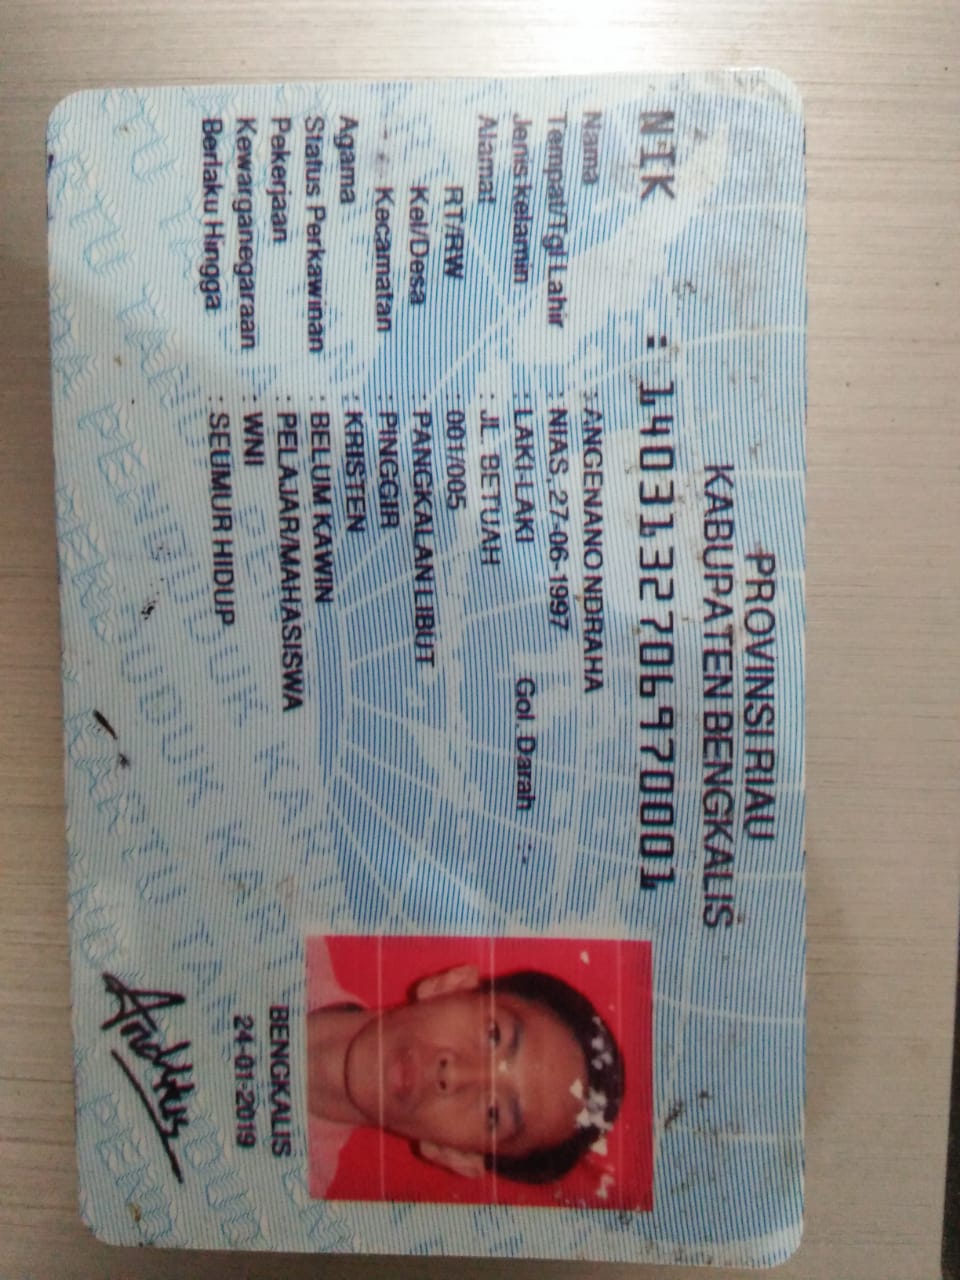 PROVINSI RIAU
KABUPATEN BENGKALIS
NIK : 1403132706970001
Nama : ANGENANO NDRAHA
Tempat/Tgl Lahir : NIAS, 27-06-1997
Jenis kelamin : LAKI-LAKI Gol. Darah :-
Alamat : JL. BETUAH
RT/RW : 001/005
Kel/Desa : PANGKALAN LIBUT
Kecamatan : PINGGIR
Agama : KRISTEN
Status Perkawinan : BELUM KAWIN
Pekerjaan : PELAJAR/MAHASISWA
Kewarganegaraan : WNI
Berlaku Hingga : SEUMUR HIDUP
BENGKALIS
24-01-2019